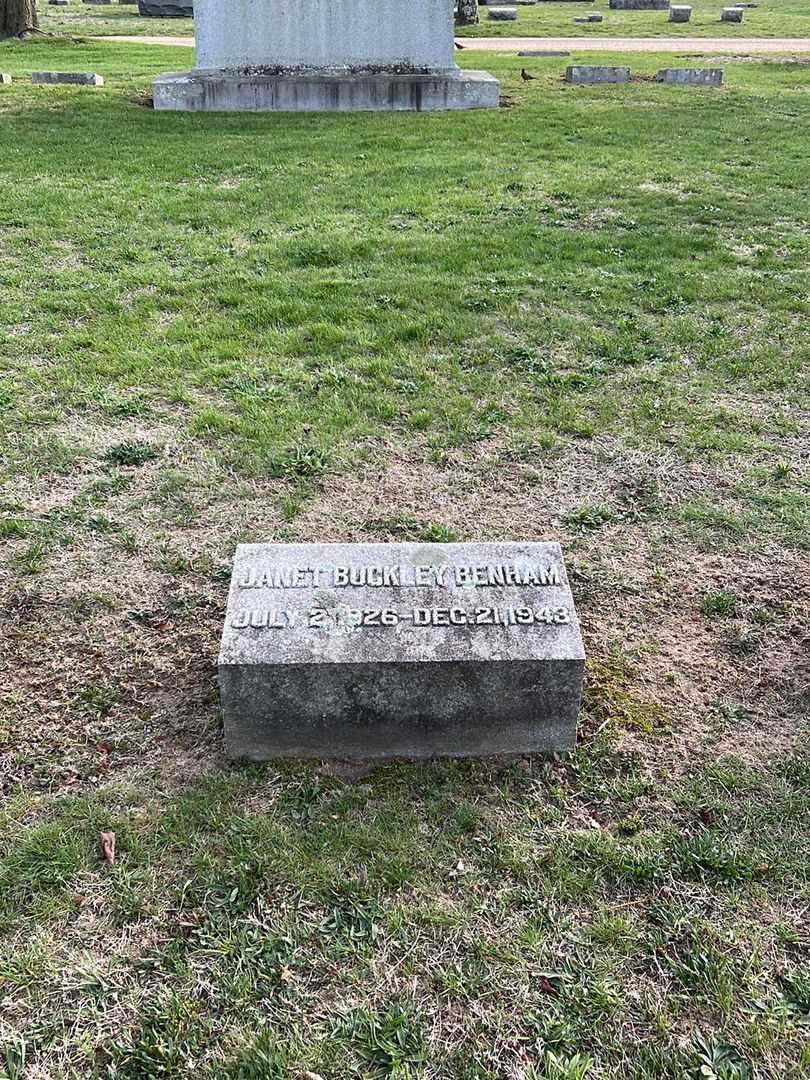 JANET BUCKLEY BENHAM
JULY 2, 1926-DEC.21,1943